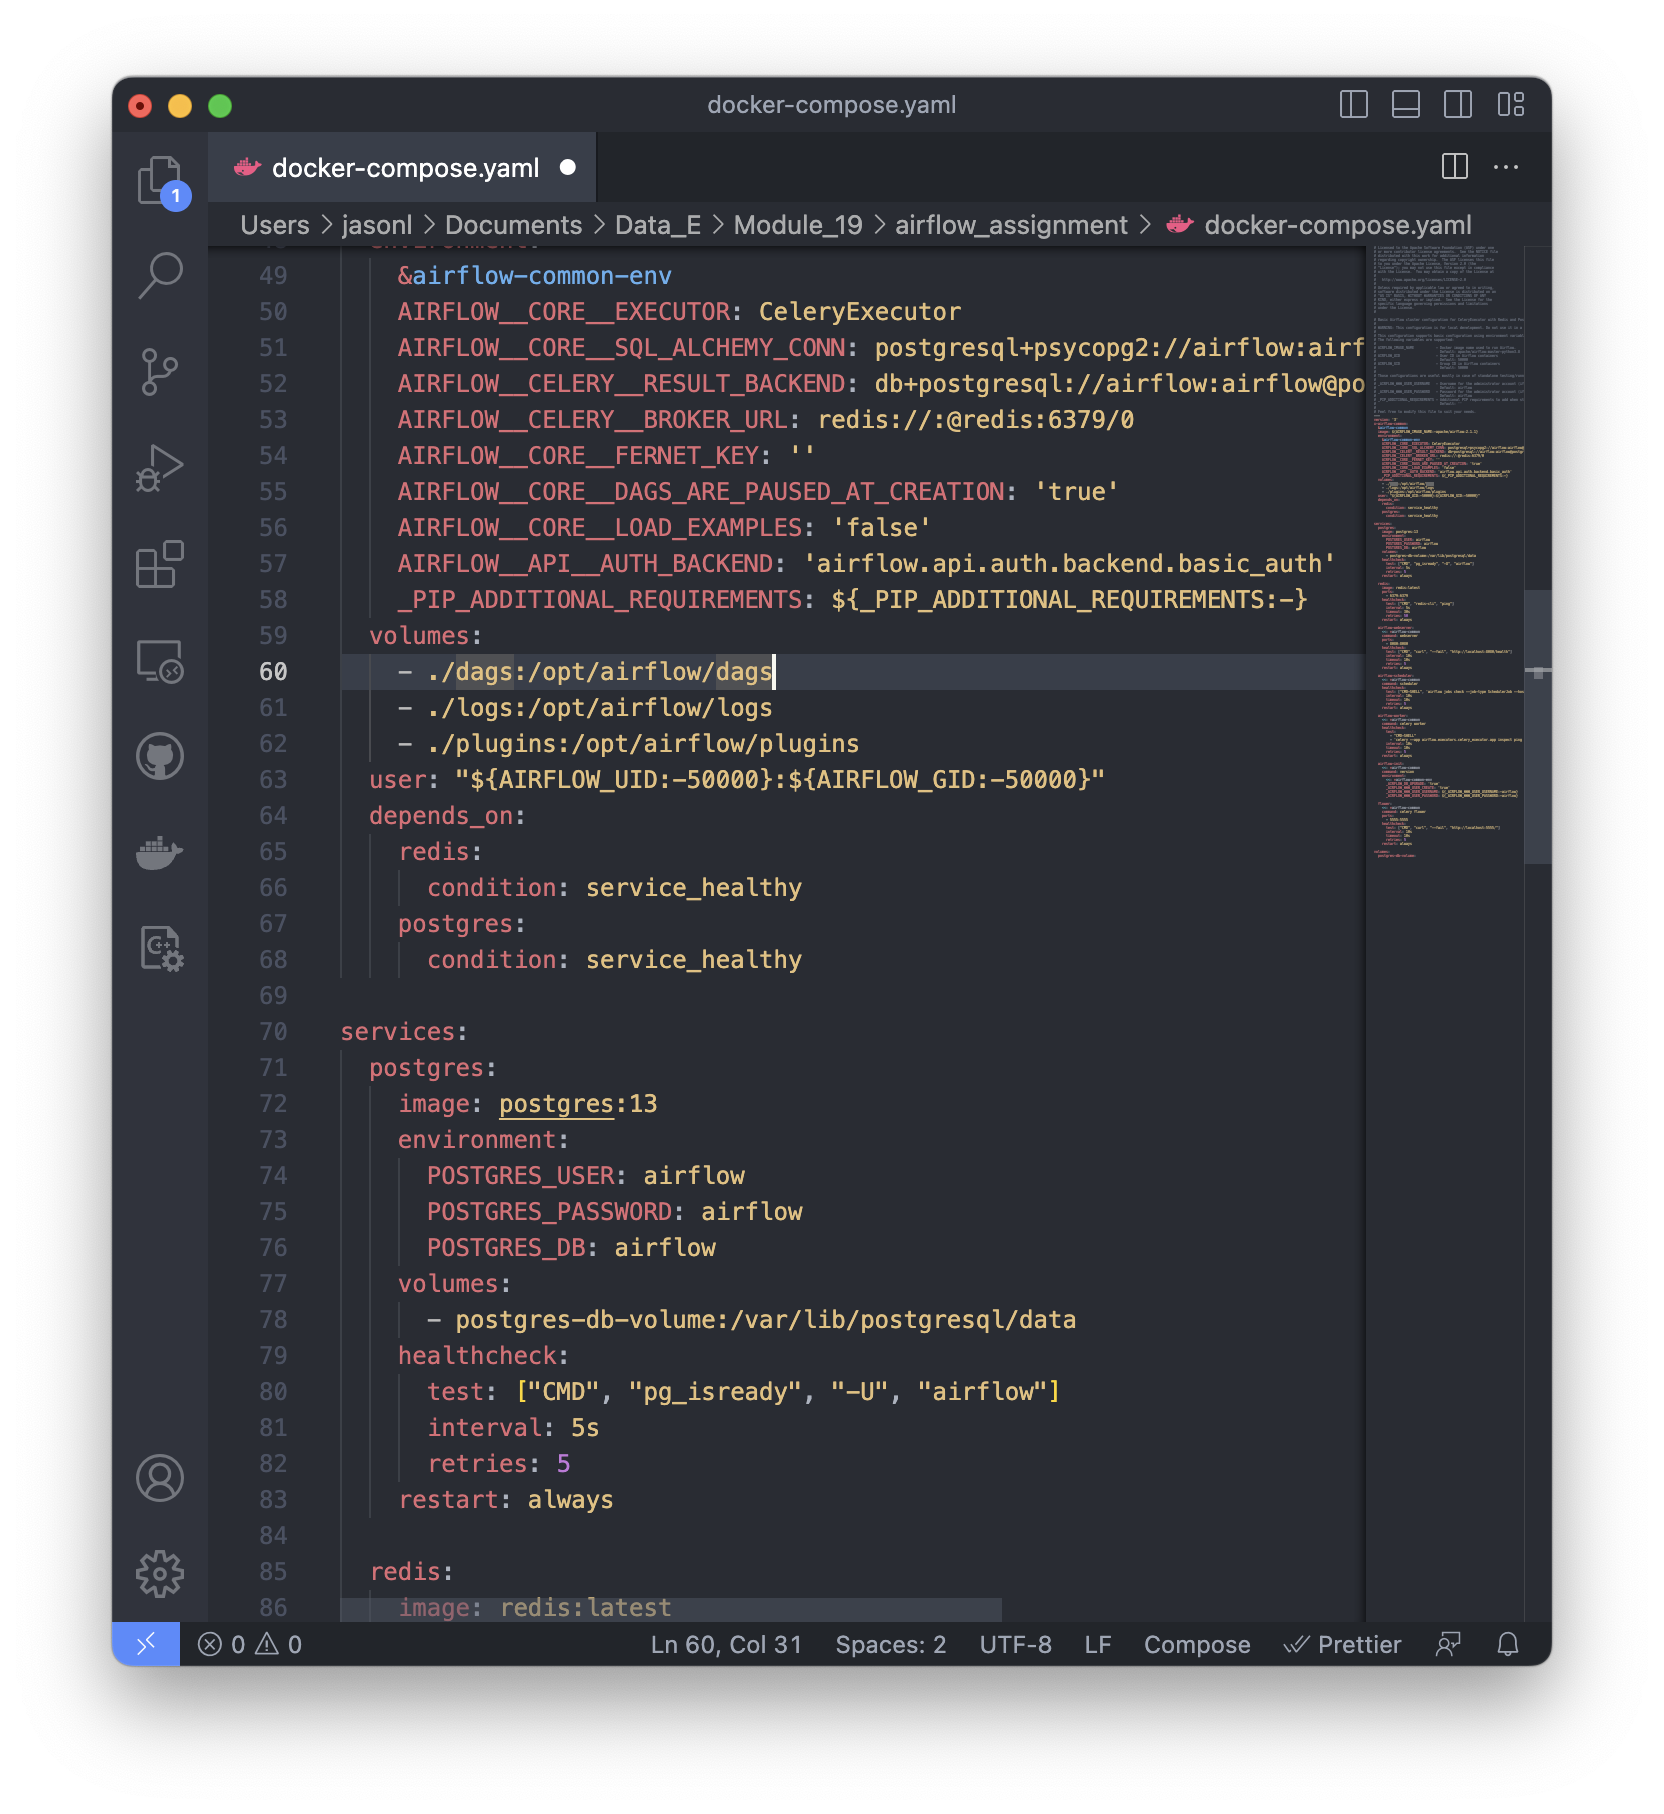 docker-compose.yaml
docker-compose.yaml
1
Users > jasonl > Documents > Data_E > Module_19 > airflow_assignment > docker-compose.yaml
49 &airflow-common-env
50 AIRFLOW__CORE__EXECUTOR: CeleryExecutor
51 AIRFLOW__CORE__SQL_ALCHEMY_CONN: postgresql+psycopg2://airflow:airf
52 AIRFLOW__CELERY__RESULT_BACKEND: db+postgresql://airflow:airflow@po
53 AIRFLOW__CELERY__BROKER_URL: redis://:@redis:6379/0
54 AIRFLOW__CORE__FERNET_KEY: ''
55 AIRFLOW__CORE__DAGS_ARE_PAUSED_AT_CREATION: 'true'
56 AIRFLOW__CORE__LOAD_EXAMPLES: 'false'
57 AIRFLOW__API__AUTH_BACKEND: 'airflow.api.auth.backend.basic_auth'
58 _PIP_ADDITIONAL_REQUIREMENTS: ${_PIP_ADDITIONAL_REQUIREMENTS:-}
59 volumes:
60 - ./dags:/opt/airflow/dags
61 - ./logs:/opt/airflow/logs
62 - ./plugins:/opt/airflow/plugins
63 user: "${AIRFLOW_UID:-50000}:${AIRFLOW_GID:-50000}"
64 depends_on:
65 redis:
66 condition: service_healthy
67 postgres:
68 condition: service_healthy
69
70 services:
71 postgres:
72 image: postgres:13
73 environment:
74 POSTGRES_USER: airflow
75 POSTGRES_PASSWORD: airflow
76 POSTGRES_DB: airflow
77 volumes:
78 - postgres-db-volume:/var/lib/postgresql/data
79 healthcheck:
80 test: ["CMD", "pg_isready", "-U", "airflow"]
81 interval: 5s
82 retries: 5
83 restart: always
84
85 redis:
86 image: redis:latest
0 0 Ln 60, Col 31 Spaces: 2 UTF-8 LF Compose Prettier